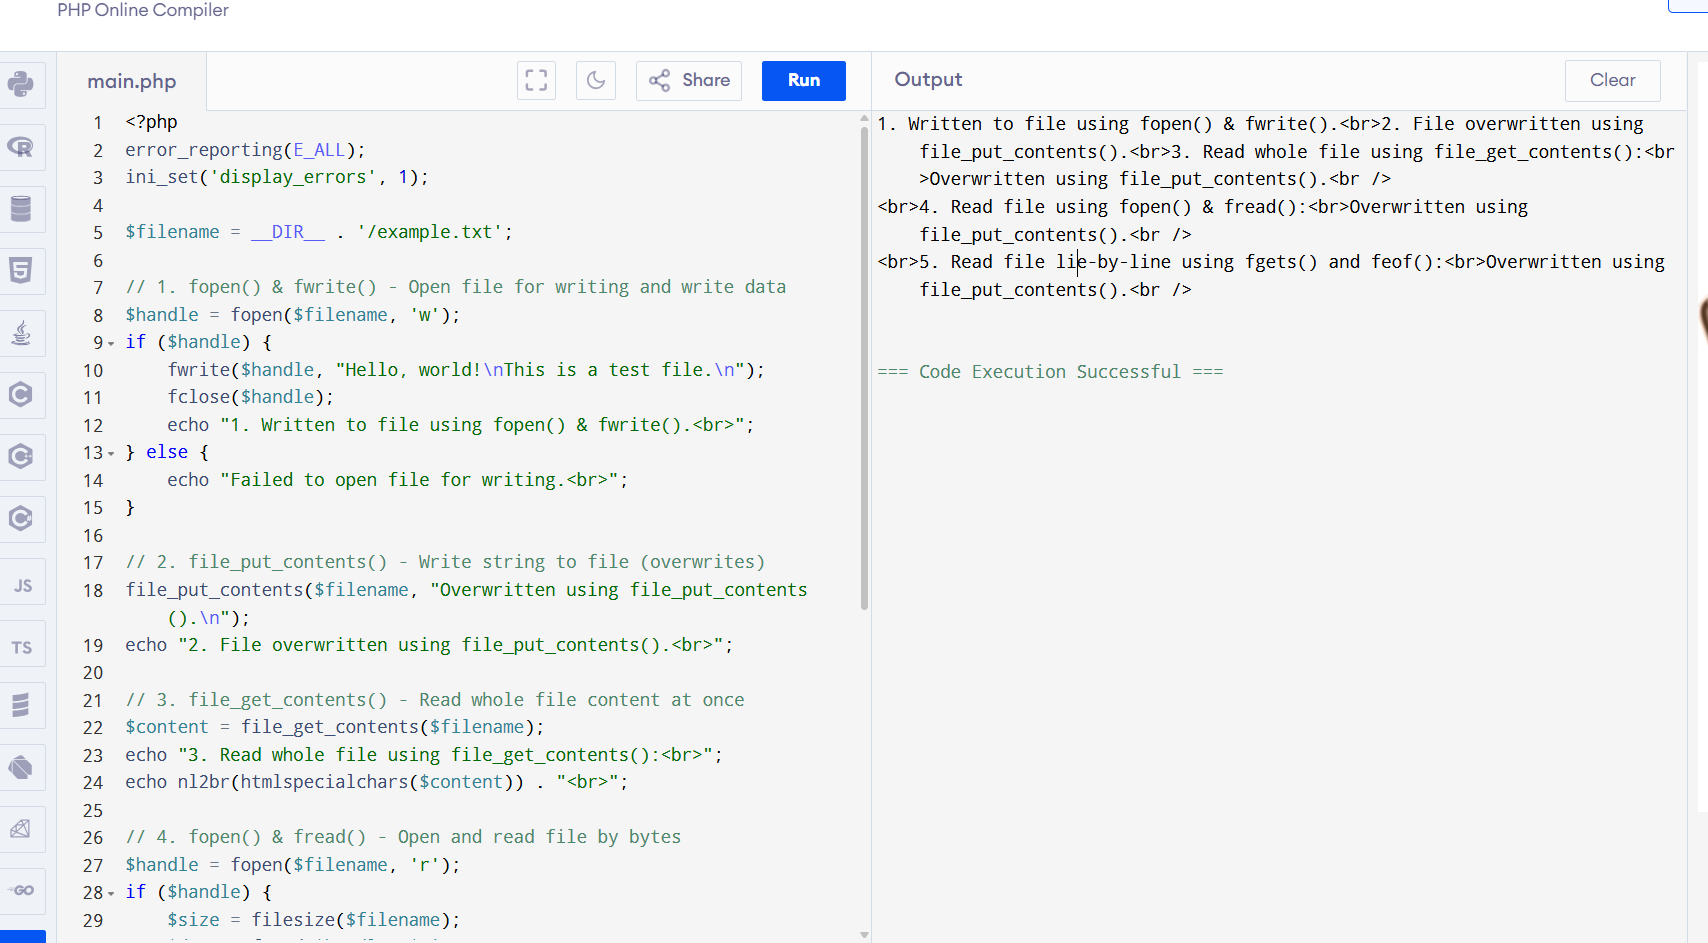 PHP Online Compiler
main.php
Share
Run
Output
Clear
1 <?php
2 error_reporting(E_ALL);
3 ini_set('display_errors', 1);
4
5 $filename = __DIR__ . '/example.txt';
6
7 // 1. fopen() & fwrite() - Open file for writing and write data
8 $handle = fopen($filename, 'w');
9 if ($handle) {
10 fwrite($handle, "Hello, world!\nThis is a test file.\n");
11 fclose($handle);
12 echo "1. Written to file using fopen() & fwrite().<br>";
13 } else {
14 echo "Failed to open file for writing.<br>";
15 }
16
17 // 2. file_put_contents() - Write string to file (overwrites)
18 file_put_contents($filename, "Overwritten using file_put_contents
().\n");
19 echo "2. File overwritten using file_put_contents().<br>";
20
21 // 3. file_get_contents() - Read whole file content at once
22 $content = file_get_contents($filename);
23 echo "3. Read whole file using file_get_contents():<br>";
24 echo nl2br(htmlspecialchars($content)) . "<br>";
25
26 // 4. fopen() & fread() - Open and read file by bytes
27 $handle = fopen($filename, 'r');
28 if ($handle) {
29 $size = filesize($filename);
1. Written to file using fopen() & fwrite().<br>2. File overwritten using
file_put_contents().<br>3. Read whole file using file_get_contents():<br
>Overwritten using file_put_contents().<br />
<br>4. Read file using fopen() & fread():<br>Overwritten using
file_put_contents().<br />
<br>5. Read file lie-by-line using fgets() and feof():<br>Overwritten using
file_put_contents().<br />
=== Code Execution Successful ===
R
5
C
C
C
JS
TS
GO